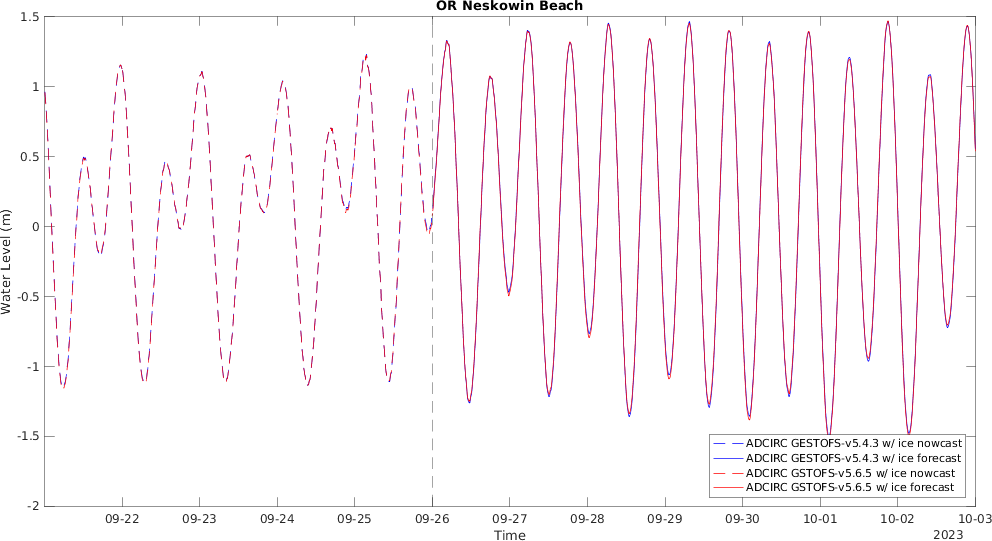 OR Neskowin Beach
Water Level (m)
1.5
1
0.5
0
-0.5
-1
-1.5
-2
ADCIRC GESTOFS-v5.4.3 w/ ice nowcast
ADCIRC GESTOFS-v5.4.3 w/ ice forecast
ADCIRC GSTOFS-v5.6.5 w/ ice nowcast
ADCIRC GSTOFS-v5.6.5 w/ ice forecast
09-22 09-23 09-24 09-25 09-26 09-27 09-28 09-29 09-30 10-01 10-02 10-03
Time
2023